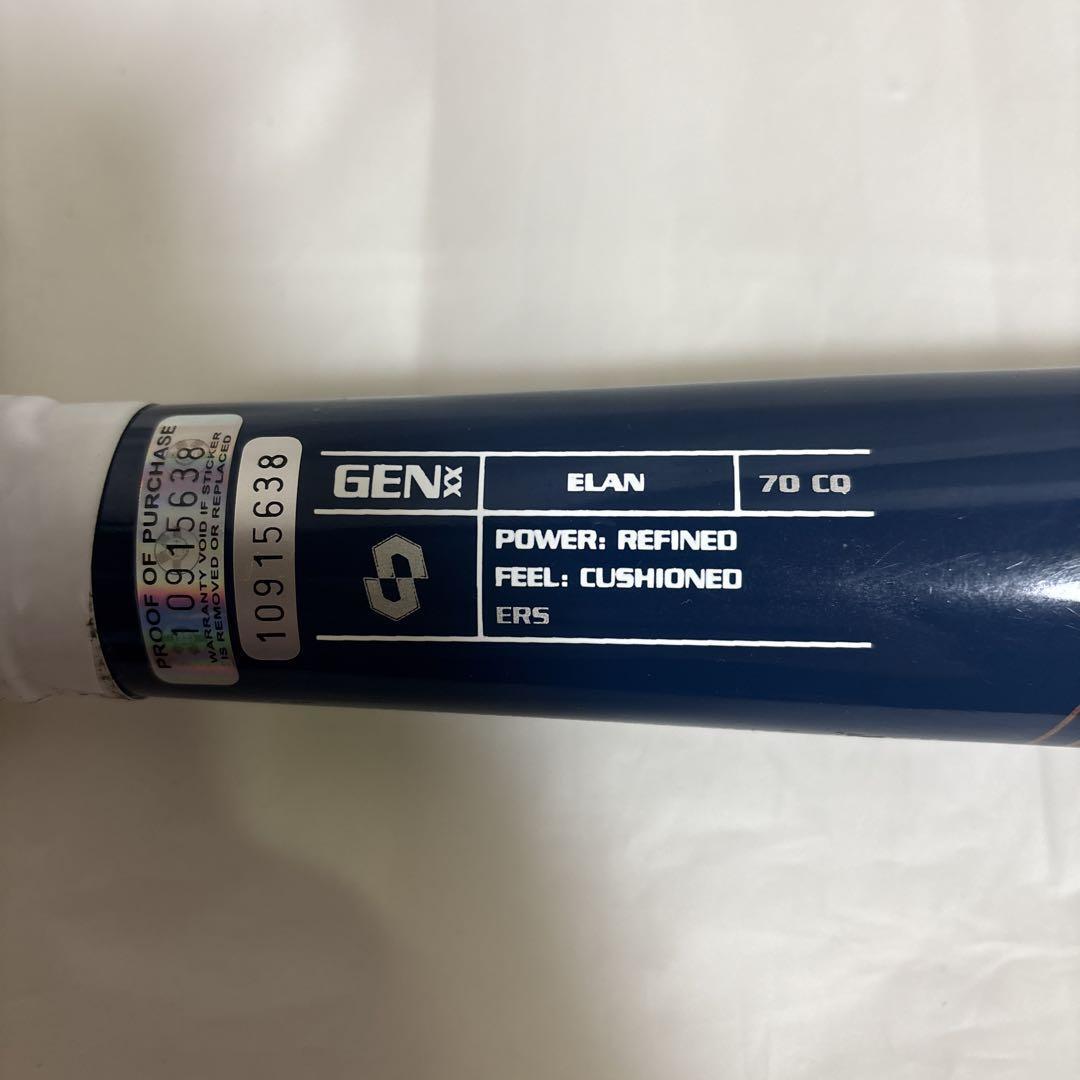 PROOF OF PURCHASE
10915638
WARRANTY VOID IF STICKER
IS REMOVED OR REPLACED
10915638
GENXX ELAN 70 CQ
POWER: REFINED
FEEL: CUSHIONED
ERS